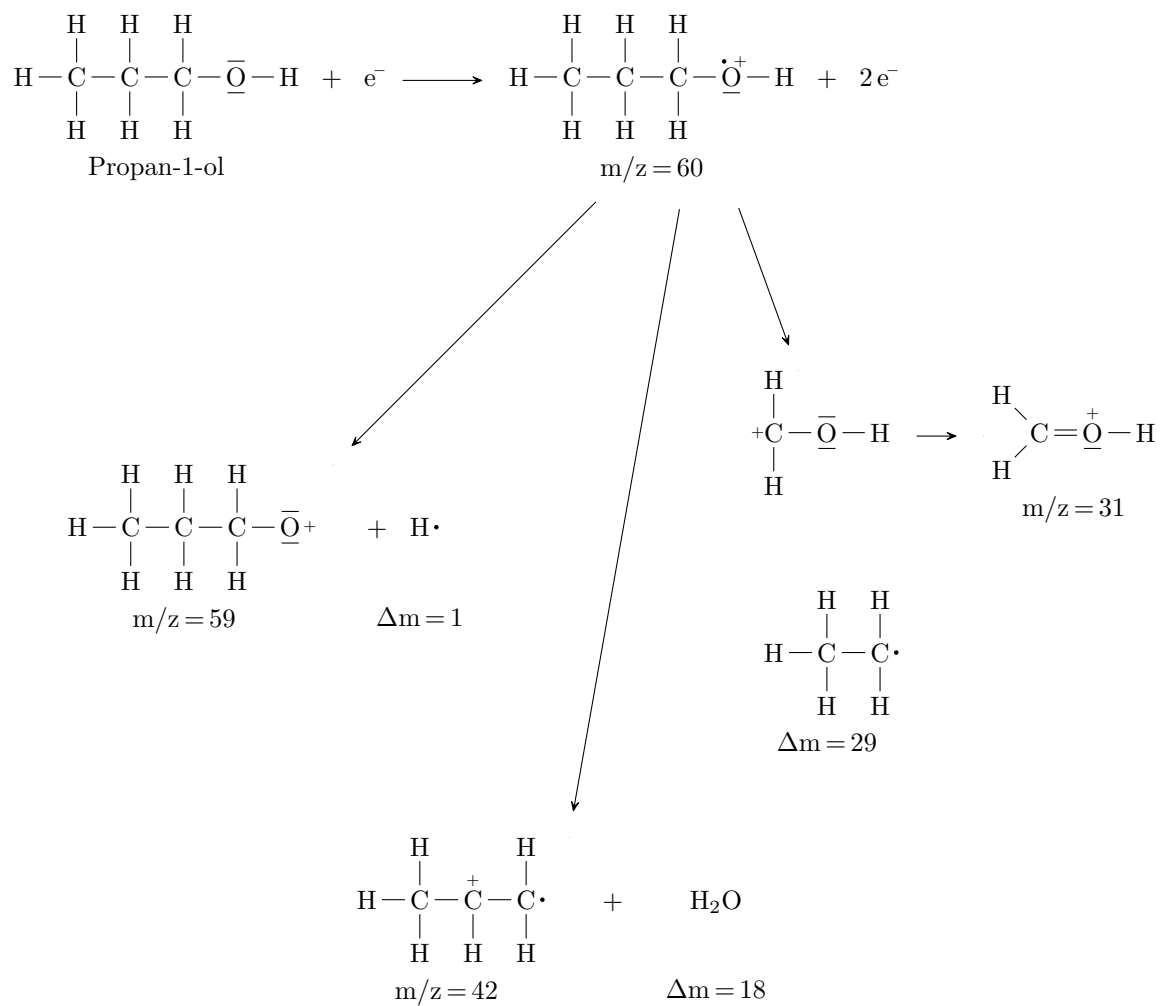 H H H H H H
H C C C O H + e⁻ H C C C O⁺ H + 2 e⁻
H H H H H H
Propan-1-ol m/z = 60
H
H
⁺C O H C O⁺ H
H
H
m/z = 31
H H H
H C C C O + + H•
H H H
m/z = 59 Δm = 1
H H
H C C•
H H
Δm = 29
H H
H C C⁺ C• + H₂O
H H H
m/z = 42 Δm = 18